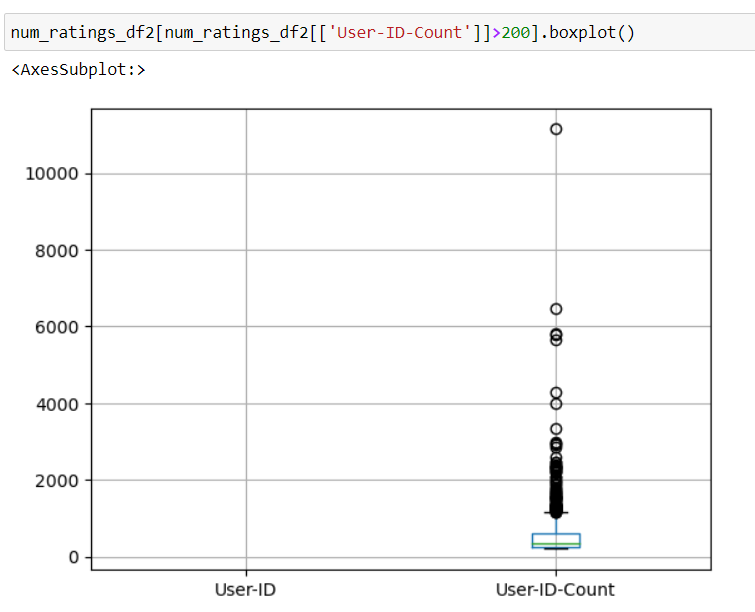 num_ratings_df2[num_ratings_df2[['User-ID-Count']]>200].boxplot()
<AxesSubplot:>
10000
8000
6000
4000
2000
0
User-ID
User-ID-Count